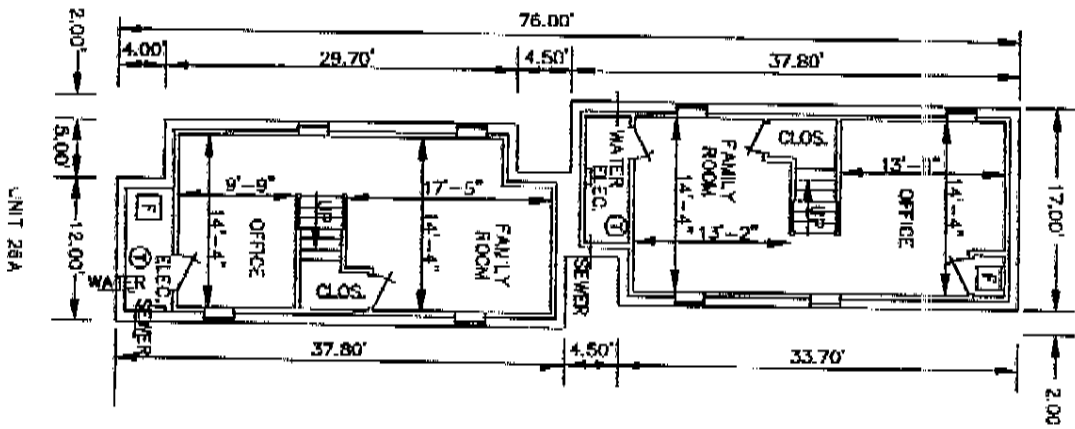 76.00'
2.00'
4.00'
29.70'
4.50'
37.80'
5.00'
12.00'
UNIT 28A
F
T
WATER
ELEC.
SEWER
9'-9"
14'-4"
OFFICE
UP
CLOS.
17'-5"
14'-4"
FAMILY
ROOM
WATER
ELEC.
T
SEWER
FAMILY
ROOM
14'-4"
13'-2"
CLOS.
UP
13'-11"
OFFICE
14'-4"
F
17.00'
37.80'
4.50'
33.70'
2.00